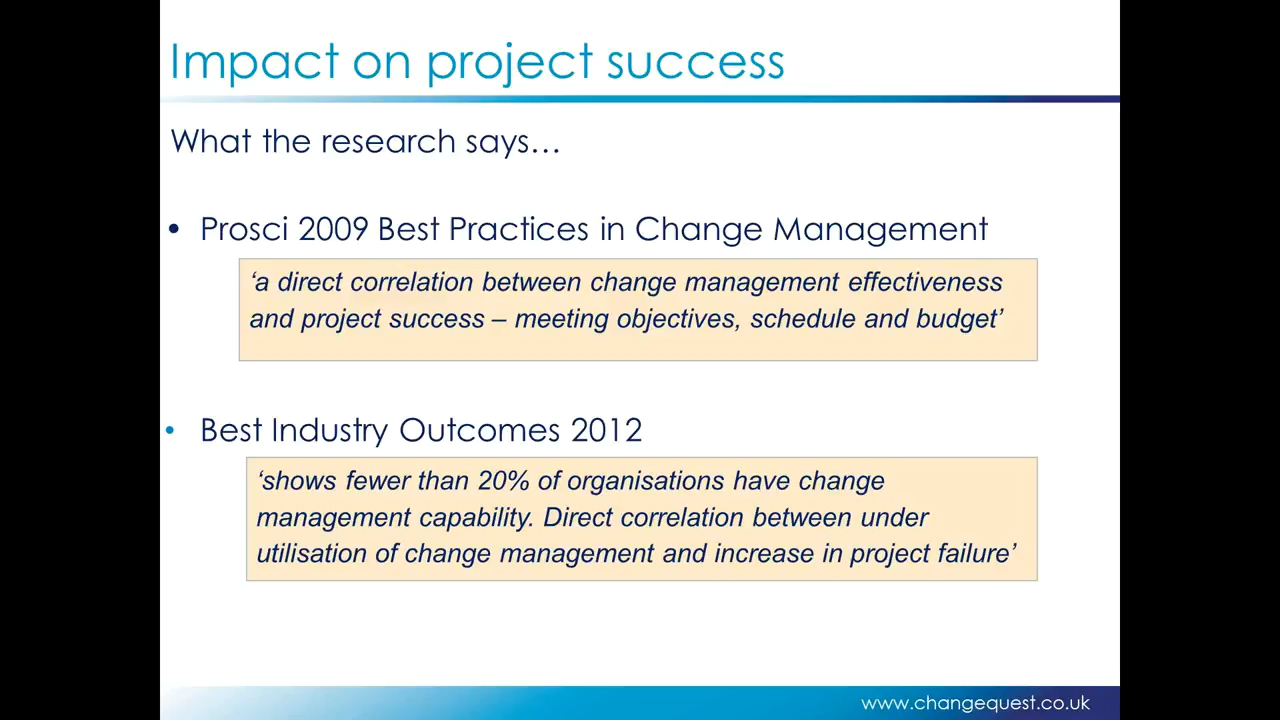 Impact on project success
What the research says…
• Prosci 2009 Best Practices in Change Management
‘a direct correlation between change management effectiveness
and project success – meeting objectives, schedule and budget’
• Best Industry Outcomes 2012
‘shows fewer than 20% of organisations have change
management capability. Direct correlation between under
utilisation of change management and increase in project failure’
www.changequest.co.uk